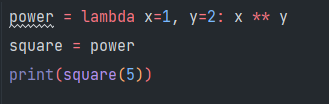 power = lambda x=1, y=2: x ** y
square = power
print(square(5))